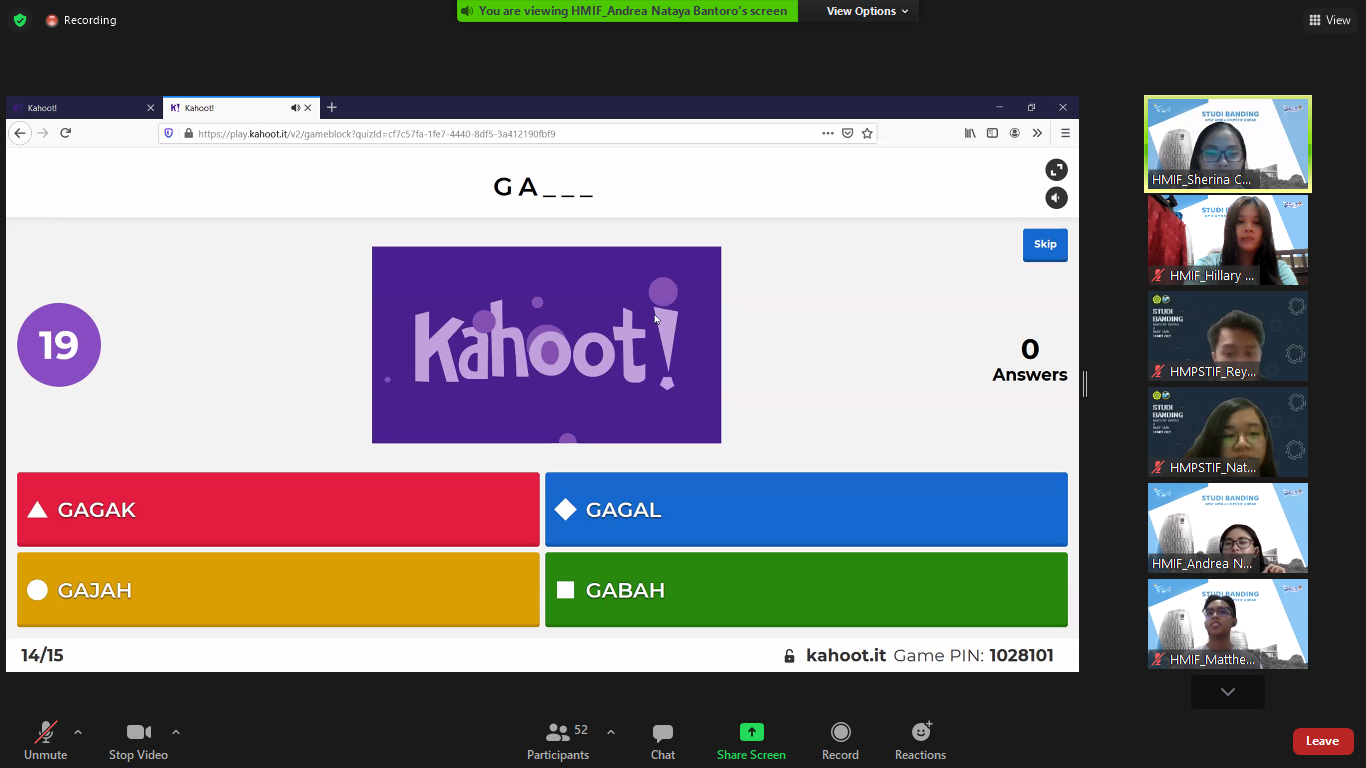 Recording
You are viewing HMIF_Andrea Nataya Bantoro's screen
View Options
View
Kahoot!
K! Kahoot!
https://play.kahoot.it/v2/gameblock?quizId=cf7c57fa-1fe7-4440-8df5-3a412190fbf9
GA___
Skip
19
Kahoot!
0
Answers
GAGAK
GAGAL
GAJAH
GABAH
14/15
kahoot.it Game PIN: 1028101
STUDI BANDING
HMIF_Sherina C...
HMIF_Hillary ...
STUDI
BANDING
HMPSTIF_Rey...
STUDI
BANDING
HMPSTIF_Nat...
STUDI BANDING
HMIF_Andrea N...
STUDI BANDING
HMIF_Matthe...
Unmute
Stop Video
52
Participants
Chat
Share Screen
Record
Reactions
Leave